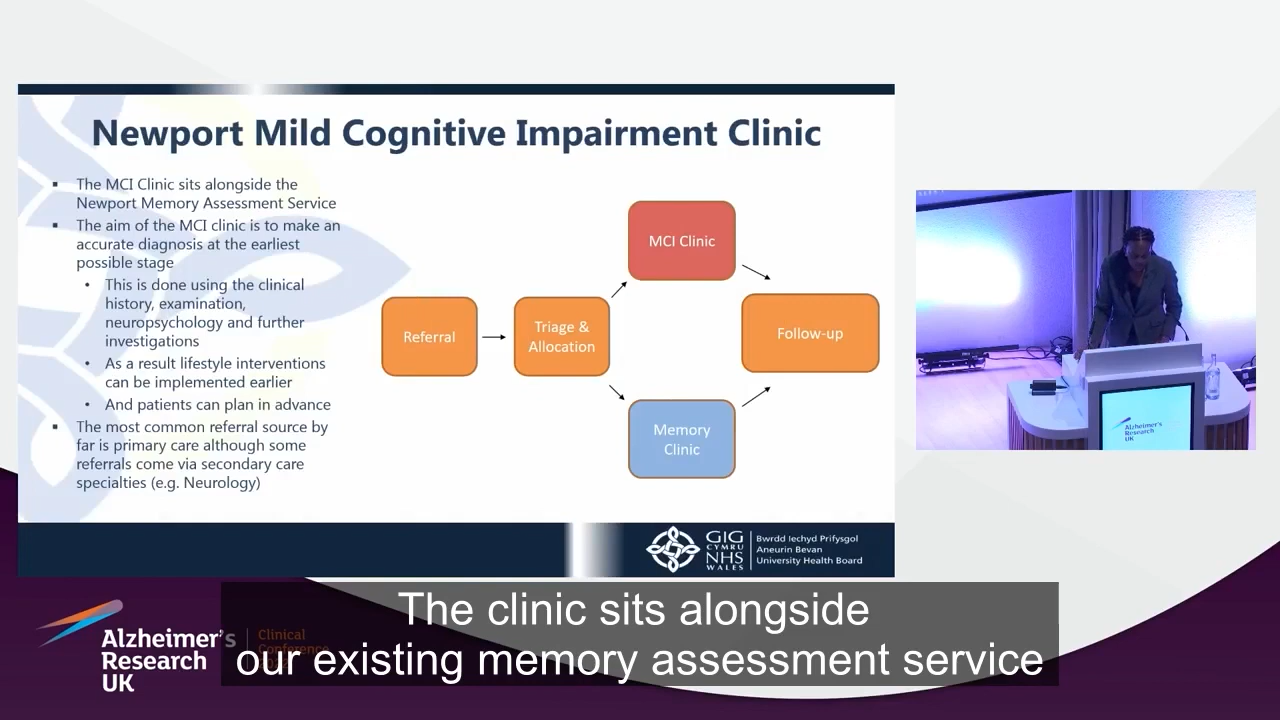 Newport Mild Cognitive Impairment Clinic
▪ The MCI Clinic sits alongside the
Newport Memory Assessment Service
▪ The aim of the MCI clinic is to make an
accurate diagnosis at the earliest
possible stage
• This is done using the clinical
history, examination,
neuropsychology and further
investigations
• As a result lifestyle interventions
can be implemented earlier
• And patients can plan in advance
▪ The most common referral source by
far is primary care although some
referrals come via secondary care
specialties (e.g. Neurology)
Referral
Triage &
Allocation
MCI Clinic
Memory
Clinic
Follow-up
GIG
CYMRU
NHS
WALES
Bwrdd Iechyd Prifysgol
Aneurin Bevan
University Health Board
Alzheimer's
Research
UK
Alzheimer's
Research
UK
Clinical
Conference
The clinic sits alongside
our existing memory assessment service